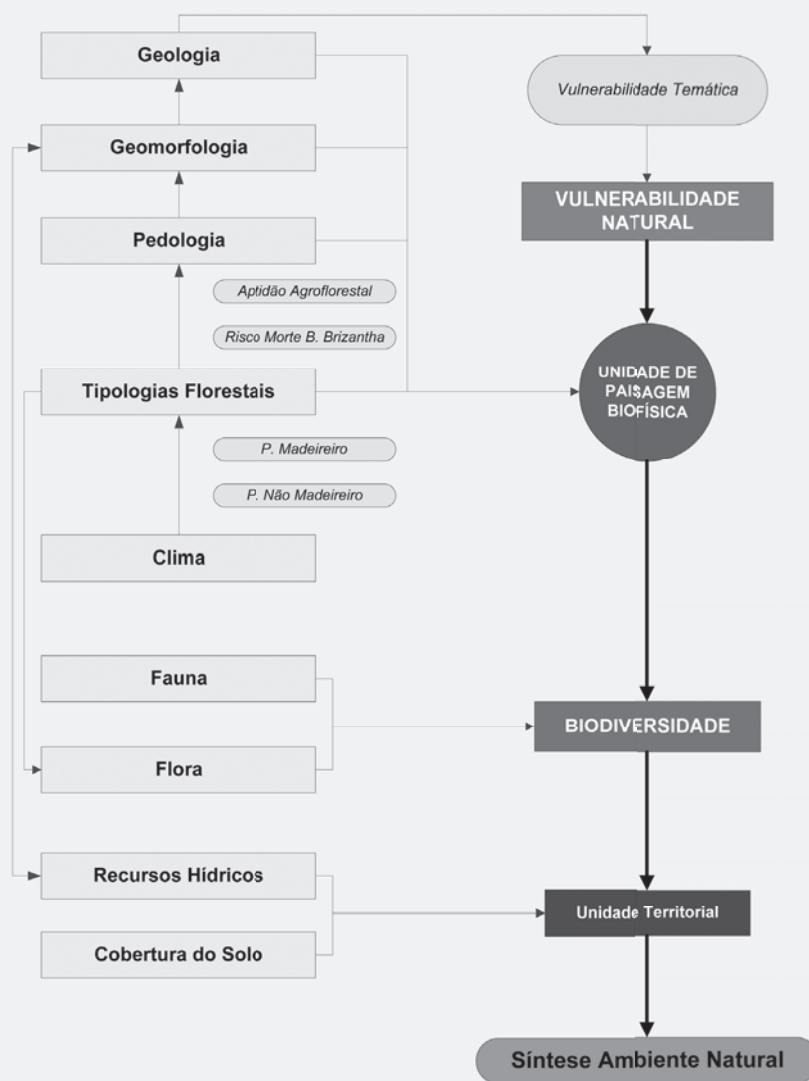 Geologia
Vulnerabilidade Temática
Geomorfologia
VULNERABILIDADE
NATURAL
Pedologia
Aptidão Agroflorestal
Risco Morte B. Brizantha
Tipologias Florestais
UNIDADE DE
PAISAGEM
BIOFÍSICA
P. Madeireiro
P. Não Madeireiro
Clima
Fauna
BIODIVERSIDADE
Flora
Recursos Hídricos
Unidade Territorial
Cobertura do Solo
Síntese Ambiente Natural